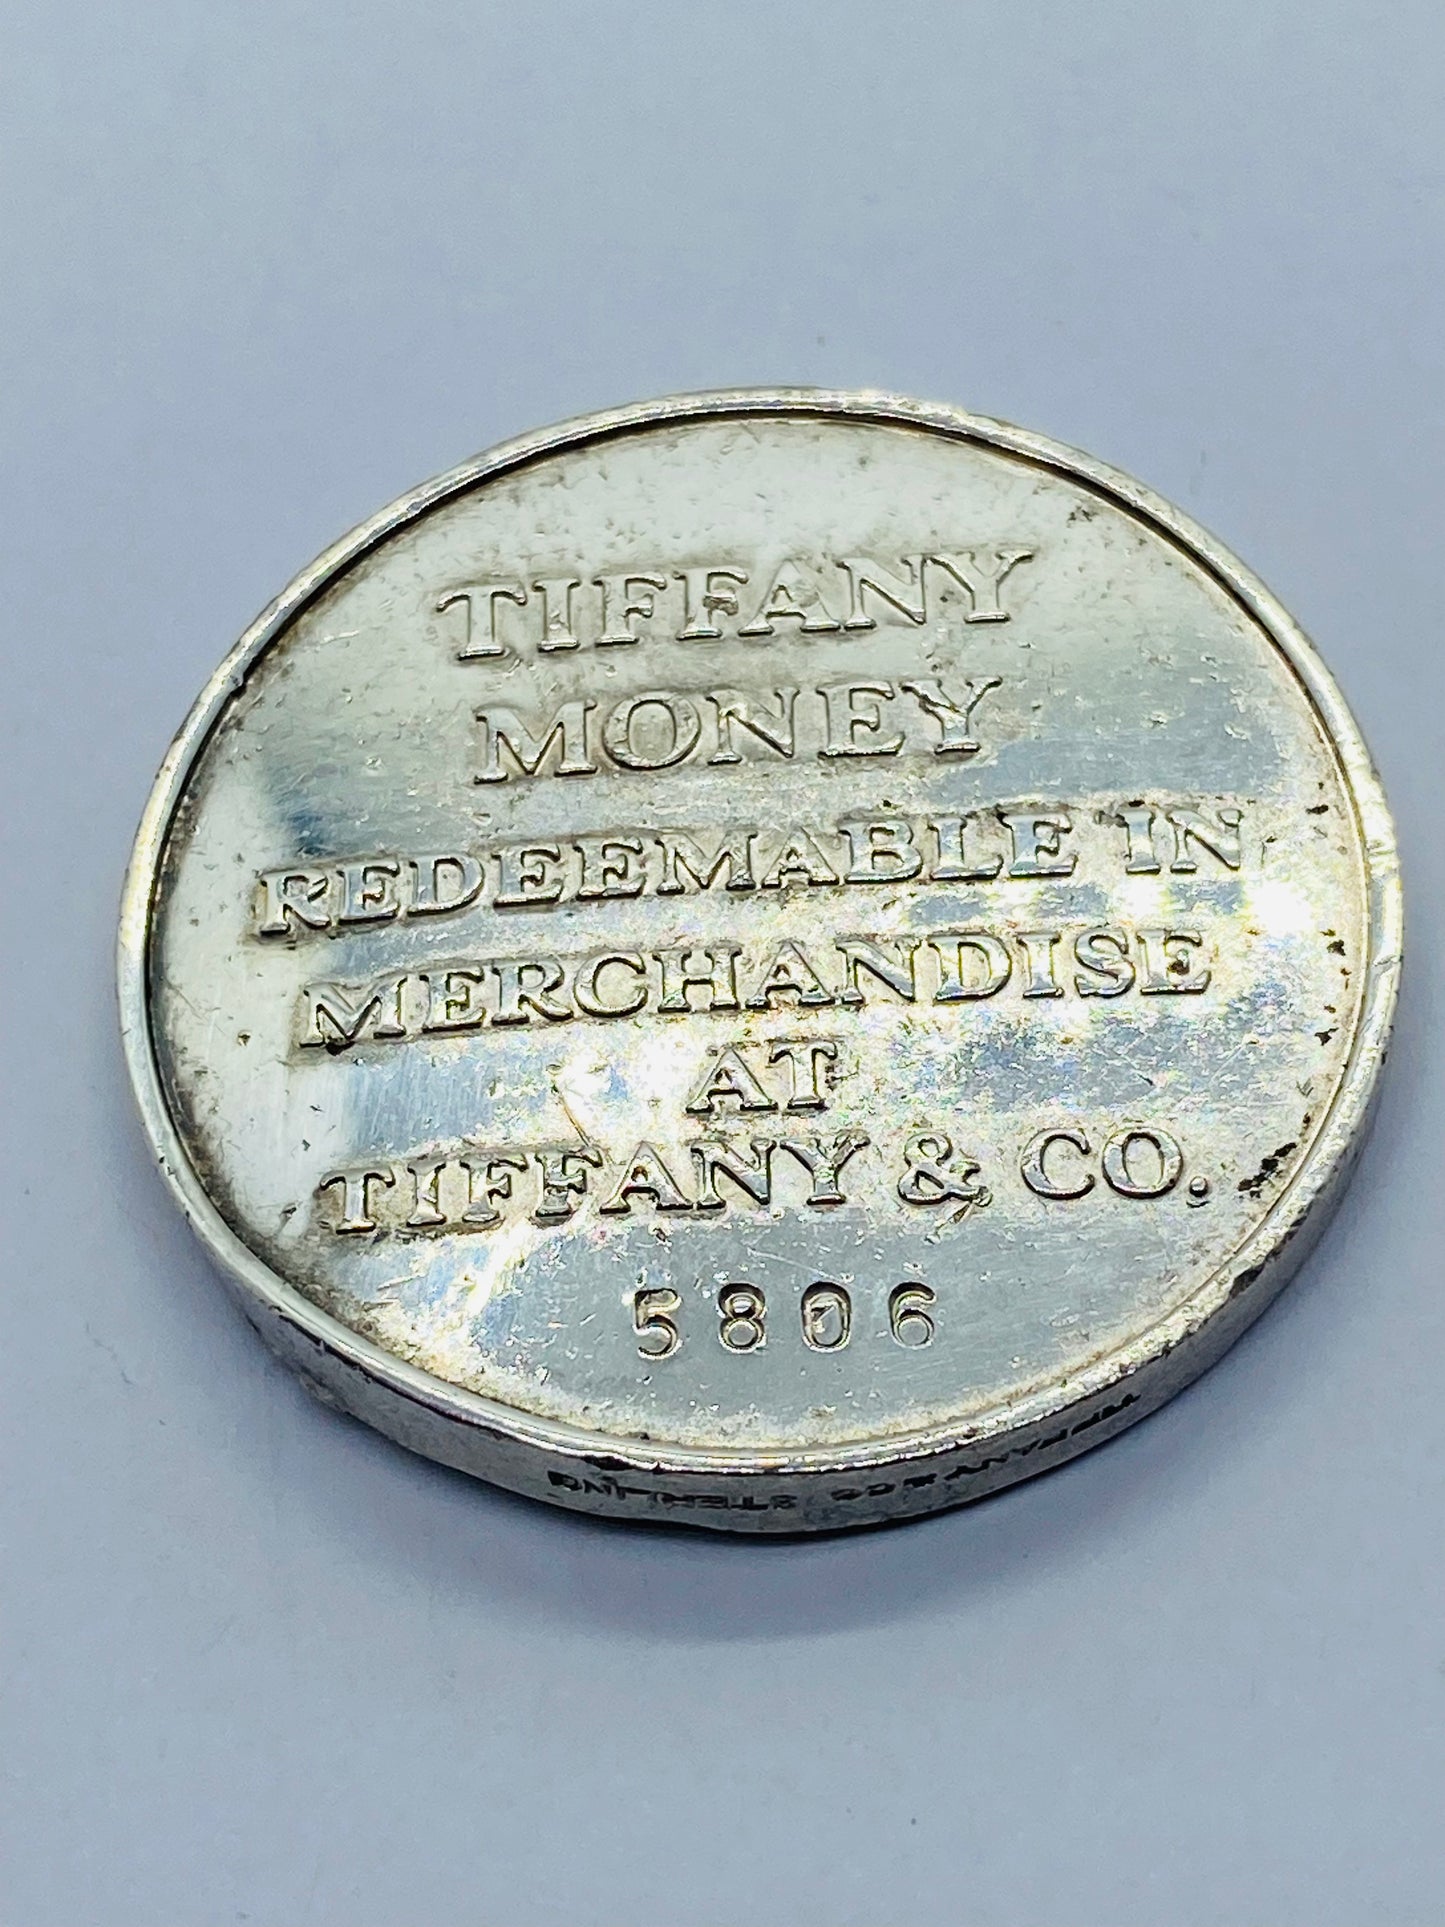 TIFFANY
MONEY
REDEEMABLE IN
MERCHANDISE
AT
TIFFANY & CO.
5806
TIFFANY & CO STERLING